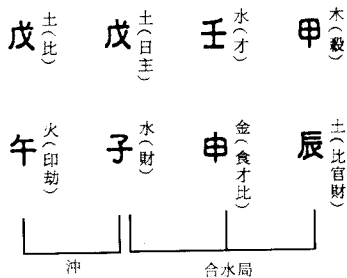 甲 木(殺)
壬 水(才)
戊 土(日主)
戊 土(比)
辰 土(比官財)
申 金(食才比)
子 水(財)
午 火(印劫)
合水局
沖